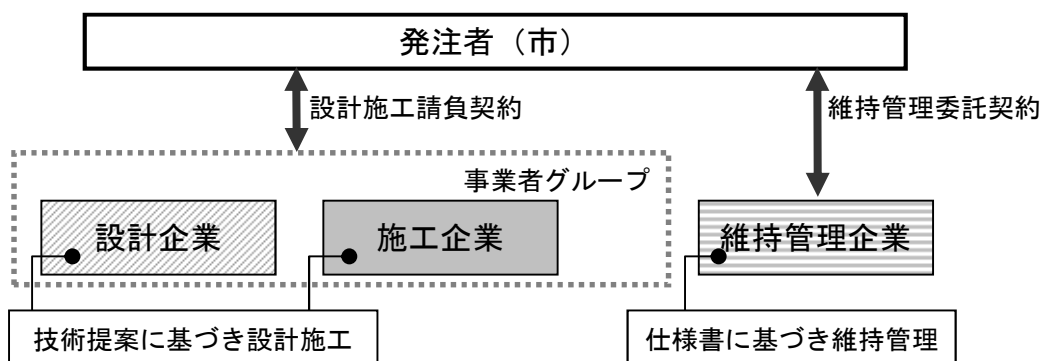 発注者（市）
設計施工請負契約
維持管理委託契約
事業者グループ
設計企業
施工企業
維持管理企業
技術提案に基づき設計施工
仕様書に基づき維持管理